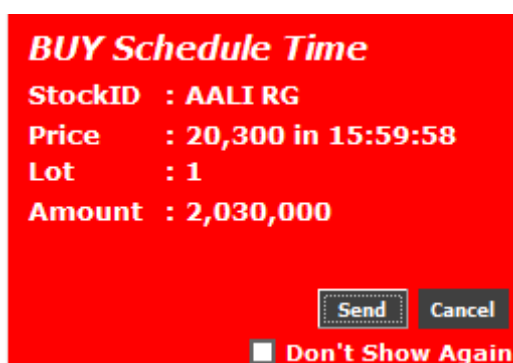 BUY Schedule Time
StockID : AALI RG
Price : 20,300 in 15:59:58
Lot : 1
Amount : 2,030,000
Send Cancel
Don't Show Again